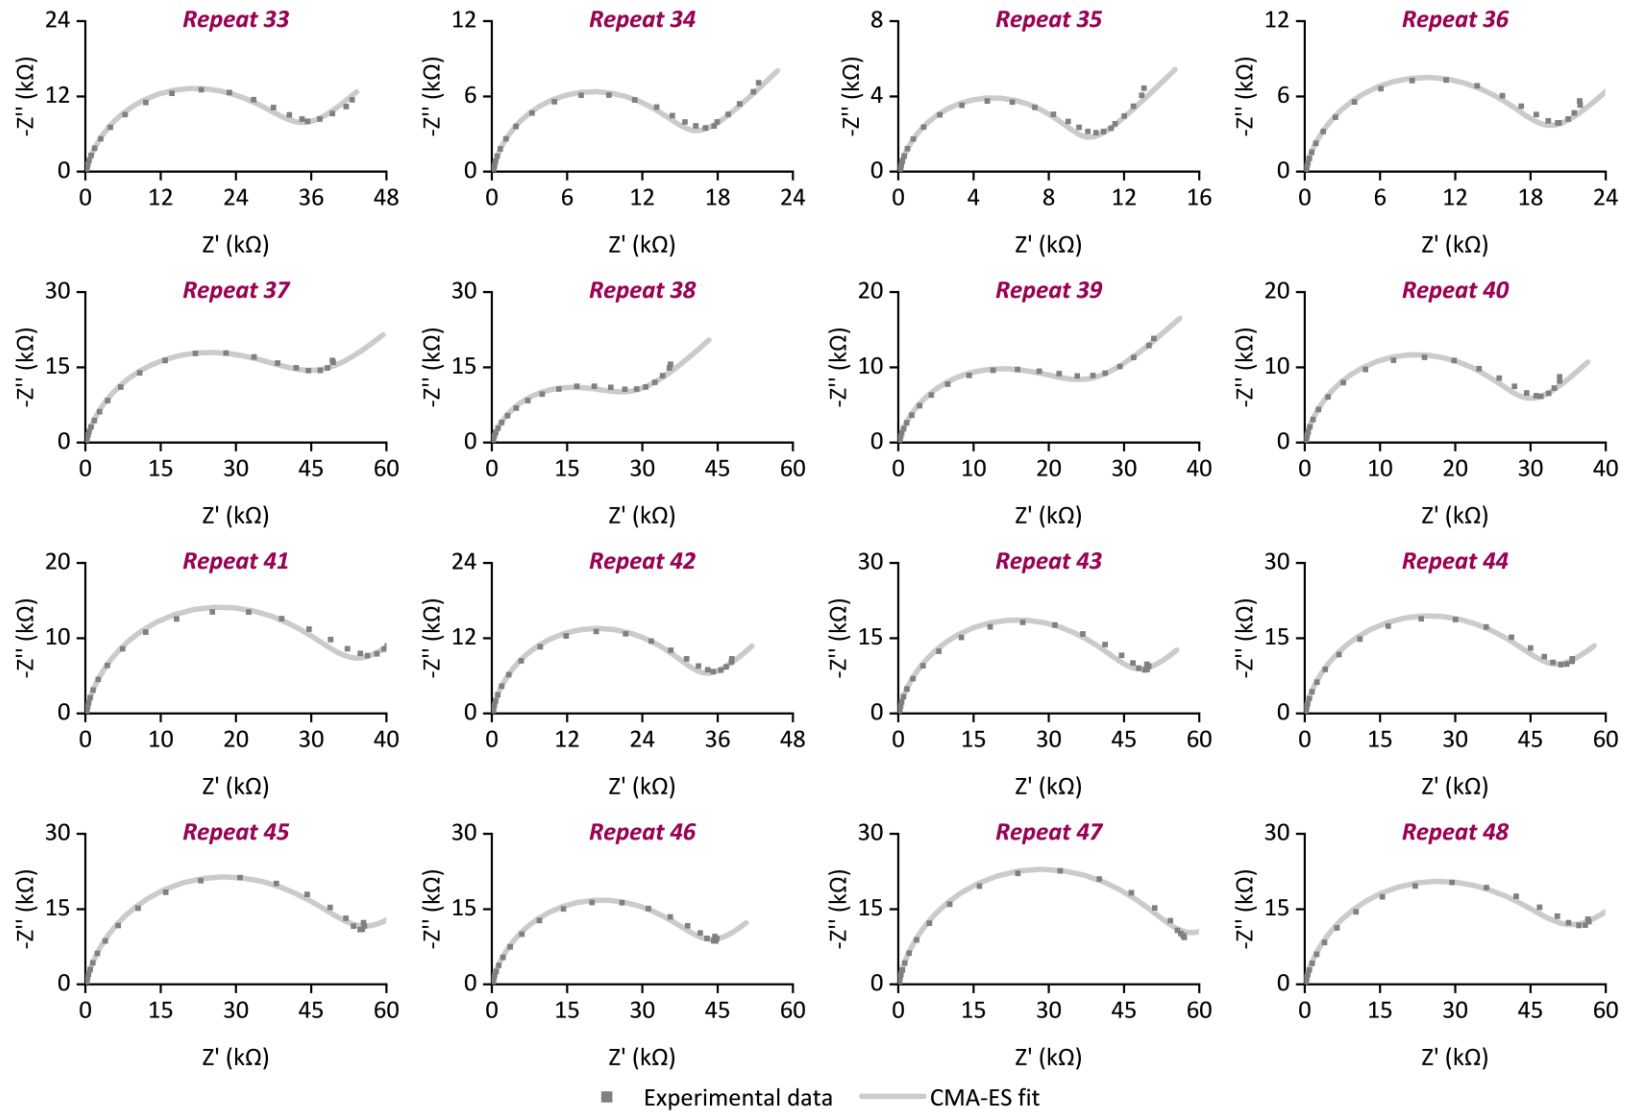 Repeat 33 Repeat 34 Repeat 35 Repeat 36
24 12 8 12
12 6 4 6
0 0 0 0
-Z'' (kΩ) -Z'' (kΩ) -Z'' (kΩ) -Z'' (kΩ)
0 12 24 36 48 0 6 12 18 24 0 4 8 12 16 0 6 12 18 24
Z' (kΩ) Z' (kΩ) Z' (kΩ) Z' (kΩ)
Repeat 37 Repeat 38 Repeat 39 Repeat 40
30 30 20 20
15 15 10 10
0 0 0 0
-Z'' (kΩ) -Z'' (kΩ) -Z'' (kΩ) -Z'' (kΩ)
0 15 30 45 60 0 15 30 45 60 0 10 20 30 40 0 10 20 30 40
Z' (kΩ) Z' (kΩ) Z' (kΩ) Z' (kΩ)
Repeat 41 Repeat 42 Repeat 43 Repeat 44
20 24 30 30
10 12 15 15
0 0 0 0
-Z'' (kΩ) -Z'' (kΩ) -Z'' (kΩ) -Z'' (kΩ)
0 10 20 30 40 0 12 24 36 48 0 15 30 45 60 0 15 30 45 60
Z' (kΩ) Z' (kΩ) Z' (kΩ) Z' (kΩ)
Repeat 45 Repeat 46 Repeat 47 Repeat 48
30 30 30 30
15 15 15 15
0 0 0 0
-Z'' (kΩ) -Z'' (kΩ) -Z'' (kΩ) -Z'' (kΩ)
0 15 30 45 60 0 15 30 45 60 0 15 30 45 60 0 15 30 45 60
Z' (kΩ) Z' (kΩ) Z' (kΩ) Z' (kΩ)
Experimental data CMA-ES fit